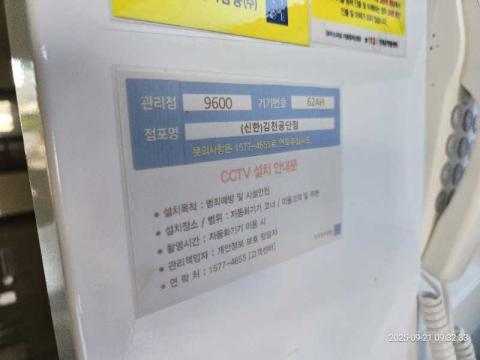 관리점 9600 기기번호 62AH
점포명 (신한)김천공단점
문의사항은 1577-4655로 연락주십시오.
CCTV 설치 안내문
• 설치목적 : 범죄예방 및 시설안전
• 설치장소 / 범위 : 자동화기기 코너 / 이용고객 및 주변
• 촬영시간 : 자동화기기 이용 시
• 관리책임자 : 개인정보 보호 담당자
• 연 락 처 : 1577-4655 [고객센터]
2025-09-21 09:32:33